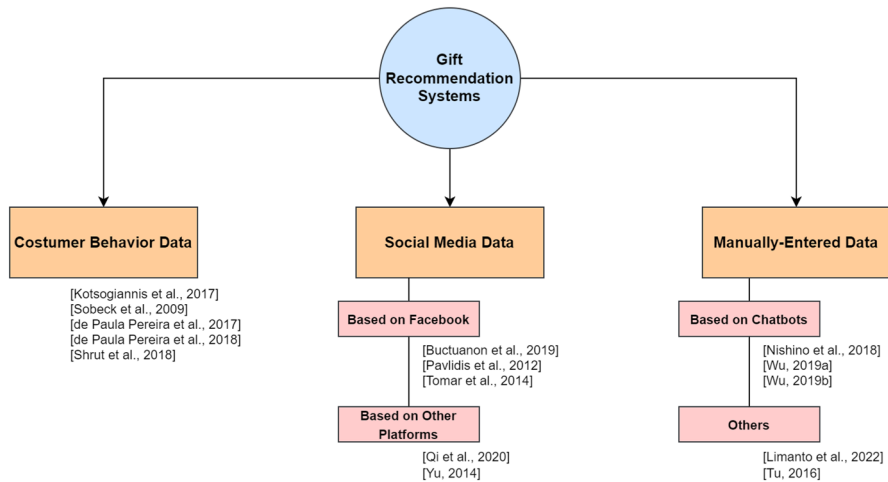 Gift
Recommendation
Systems
Costumer Behavior Data
[Kotsogiannis et al., 2017]
[Sobeck et al., 2009]
[de Paula Pereira et al., 2017]
[de Paula Pereira et al., 2018]
[Shrut et al., 2018]
Social Media Data
Based on Facebook
[Buctuanon et al., 2019]
[Pavlidis et al., 2012]
[Tomar et al., 2014]
Based on Other
Platforms
[Qi et al., 2020]
[Yu, 2014]
Manually-Entered Data
Based on Chatbots
[Nishino et al., 2018]
[Wu, 2019a]
[Wu, 2019b]
Others
[Limanto et al., 2022]
[Tu, 2016]